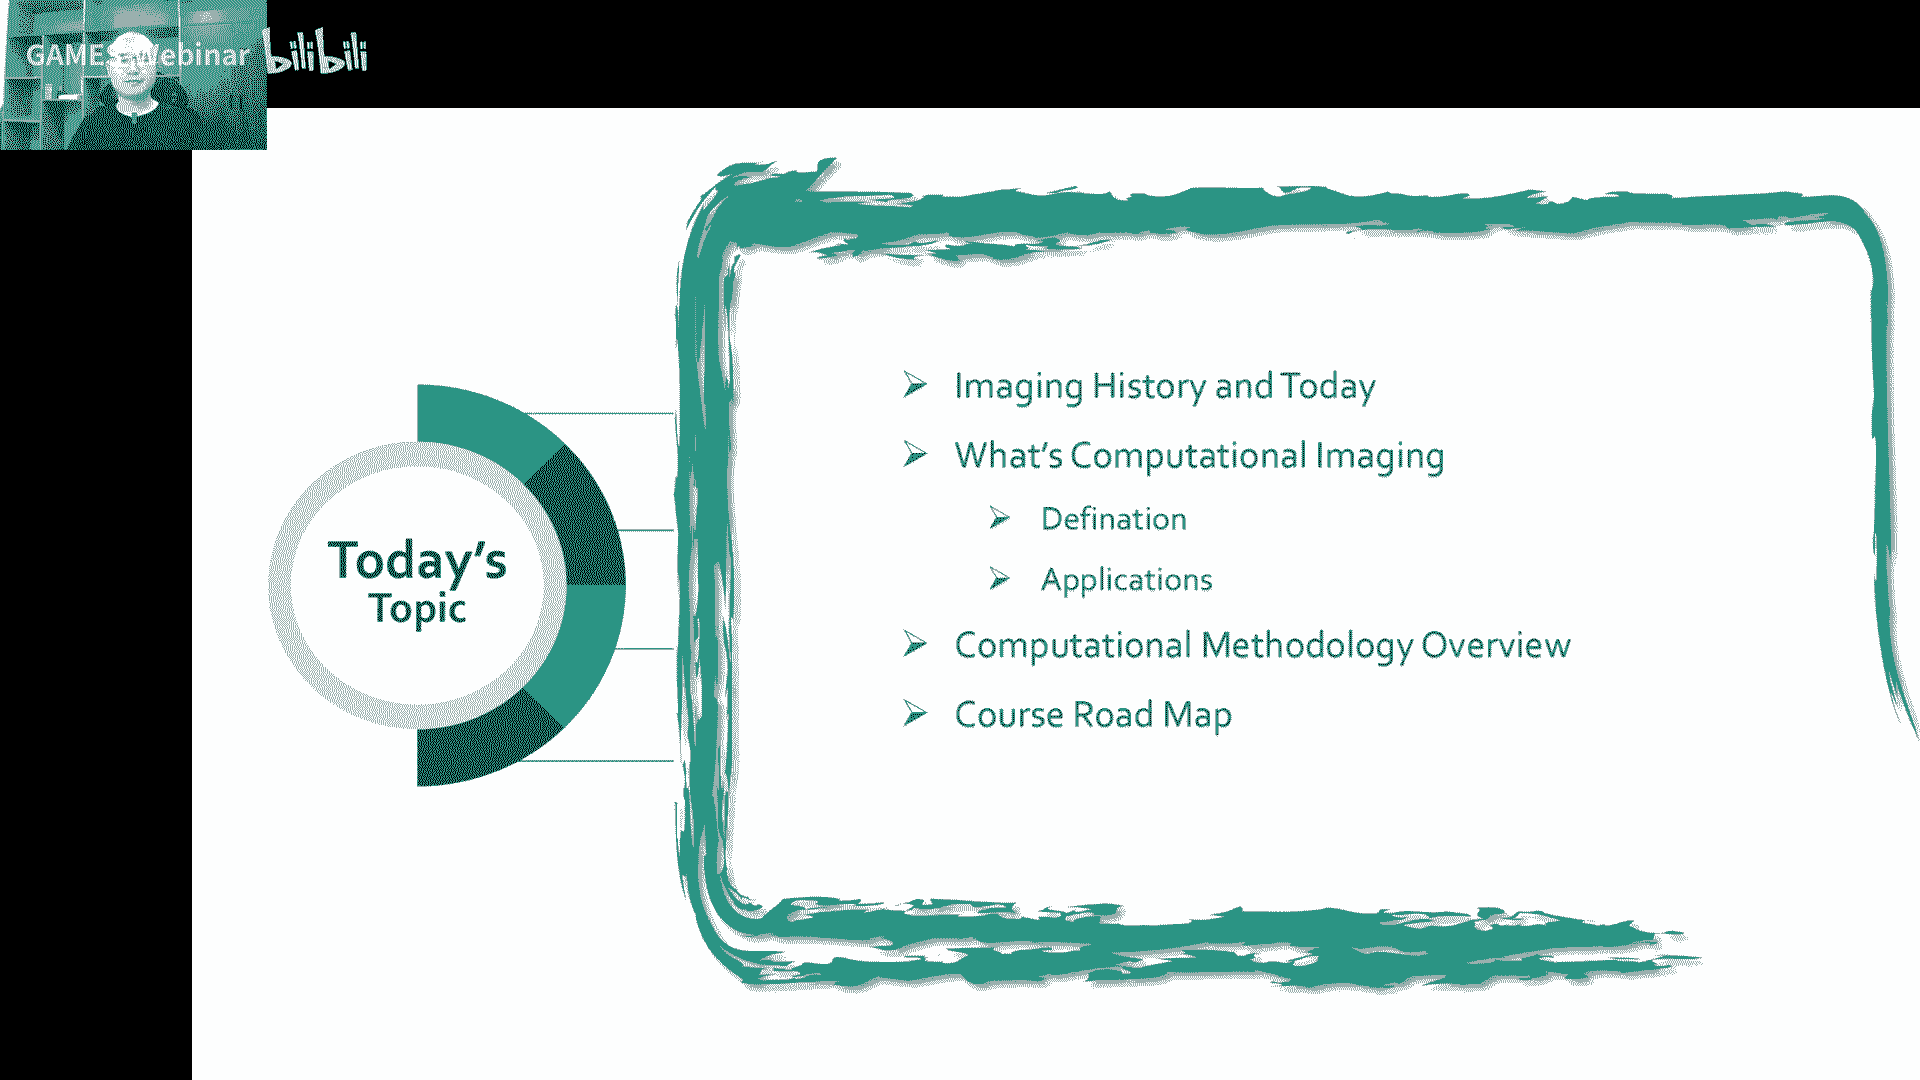 GAMES Webinar bilibili
Today's
Topic
Imaging History and Today
What's Computational Imaging
Defination
Applications
Computational Methodology Overview
Course Road Map